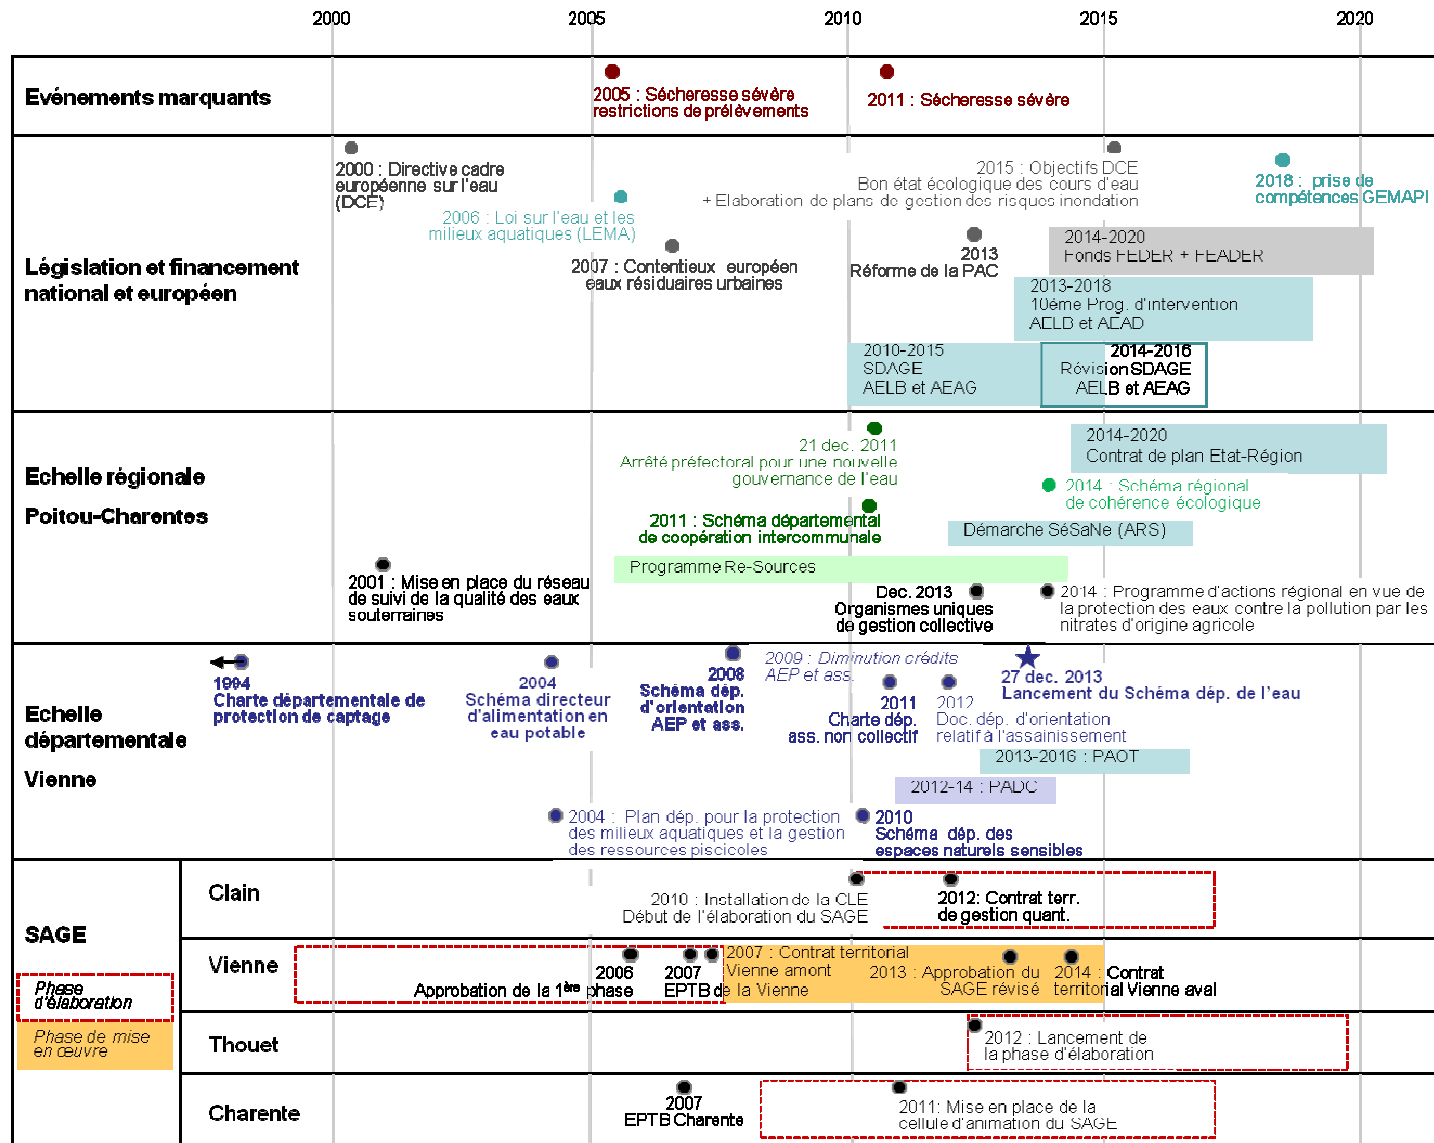 2000
2005
2010
2015
2020
Evénements marquants
2005 : Sécheresse sévère
restrictions de prélèvements
2011 : Sécheresse sévère
Législation et financement
national et européen
2000 : Directive cadre
européenne sur l'eau
(DCE)
2006 : Loi sur l'eau et les
milieux aquatiques (LEMA)
2007 : Contentieux européen
eaux résiduaires urbaines
2015 : Objectifs DCE
Bon état écologique des cours d'eau
+ Elaboration de plans de gestion des risques inondation
2018 : prise de
compétences GEMAPI
2013
Réforme de la PAC
2014-2020
Fonds FEDER + FEADER
2013-2018
10ème Prog. d'intervention
AELB et AEAD
2010-2015
SDAGE
AELB et AEAG
2014-2016
Révision SDAGE
AELB et AEAG
Echelle régionale
Poitou-Charentes
21 dec. 2011
Arrêté préfectoral pour une nouvelle
gouvernance de l'eau
2014-2020
Contrat de plan Etat-Région
2014 : Schéma régional
de cohérence écologique
2011 : Schéma départemental
de coopération intercommunale
Démarche SéSaNe (ARS)
Programme Re-Sources
2001 : Mise en place du réseau
de suivi de la qualité des eaux
souterraines
Dec. 2013
Organismes uniques
de gestion collective
2014 : Programme d'actions régional en vue de
la protection des eaux contre la pollution par les
nitrates d'origine agricole
Echelle
départementale
Vienne
1994
Charte départementale de
protection de captage
2004
Schéma directeur
d'alimentation en
eau potable
2008
Schéma dép.
d'orientation
AEP et ass.
2009 : Diminution crédits
AEP et ass.
2011
Charte dép.
ass. non collectif
2012
Doc. dép. d'orientation
relatif à l'assainissement
27 dec. 2013
Lancement du Schéma dép. de l'eau
2013-2016 : PAOT
2012-14 : PADC
2004 : Plan dép. pour la protection
des milieux aquatiques et la gestion
des ressources piscicoles
2010
Schéma dép. des
espaces naturels sensibles
SAGE
Phase
d'élaboration
Phase de mise
en œuvre
Clain
2010 : Installation de la CLE
Début de l'élaboration du SAGE
2012: Contrat terr.
de gestion quant.
Vienne
2006
Approbation de la 1ère phase
2007
EPTB de la Vienne
2007 : Contrat territorial
Vienne amont
2013 : Approbation du
SAGE révisé
2014 : Contrat
territorial Vienne aval
Thouet
2012 : Lancement de
la phase d'élaboration
Charente
2007
EPTB Charente
2011: Mise en place de la
cellule d'animation du SAGE